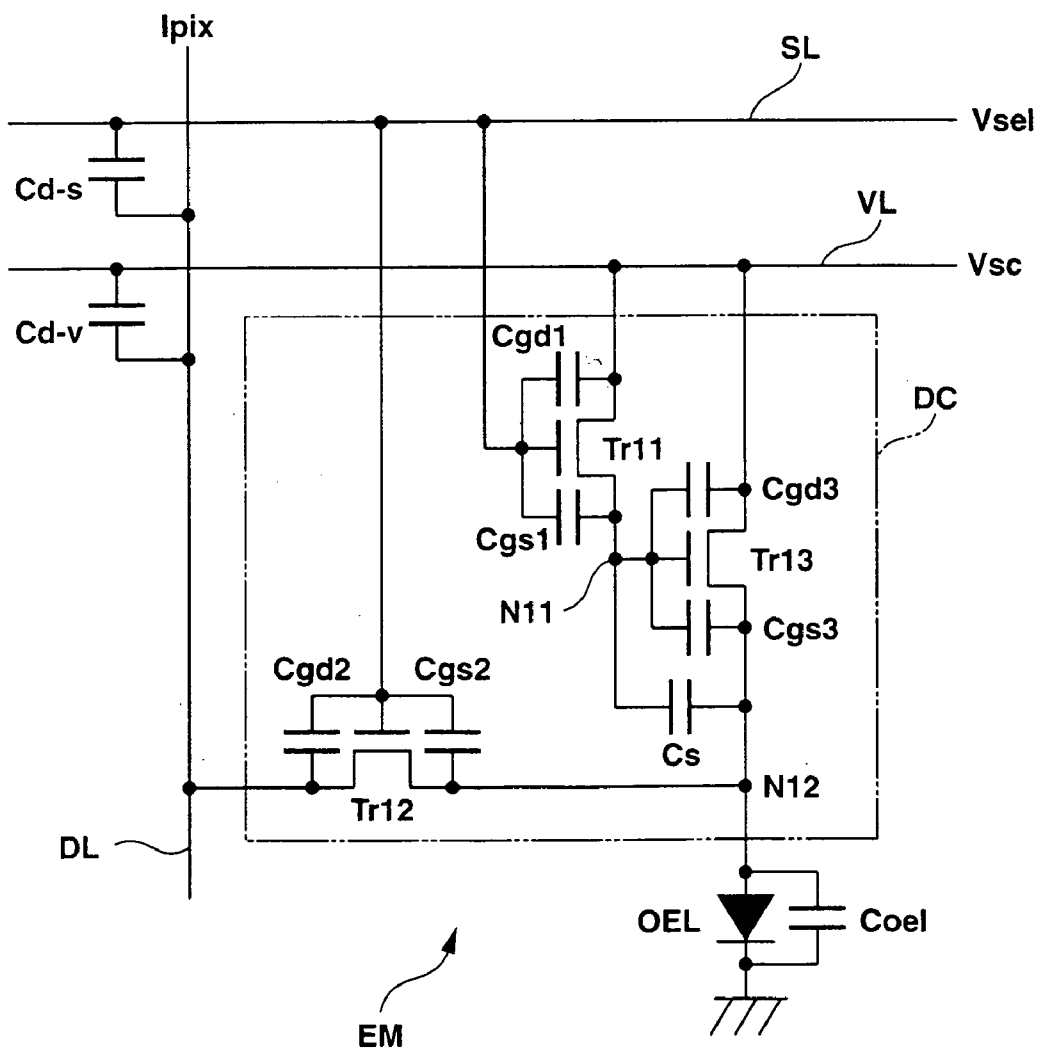 Ipix
SL
Vsel
Cd-s
VL
Vsc
Cd-v
Cgd1
DC
Tr11
Cgd3
Cgs1
Tr13
N11
Cgs3
Cgd2
Cgs2
Cs
N12
Tr12
DL
OEL
Coel
EM